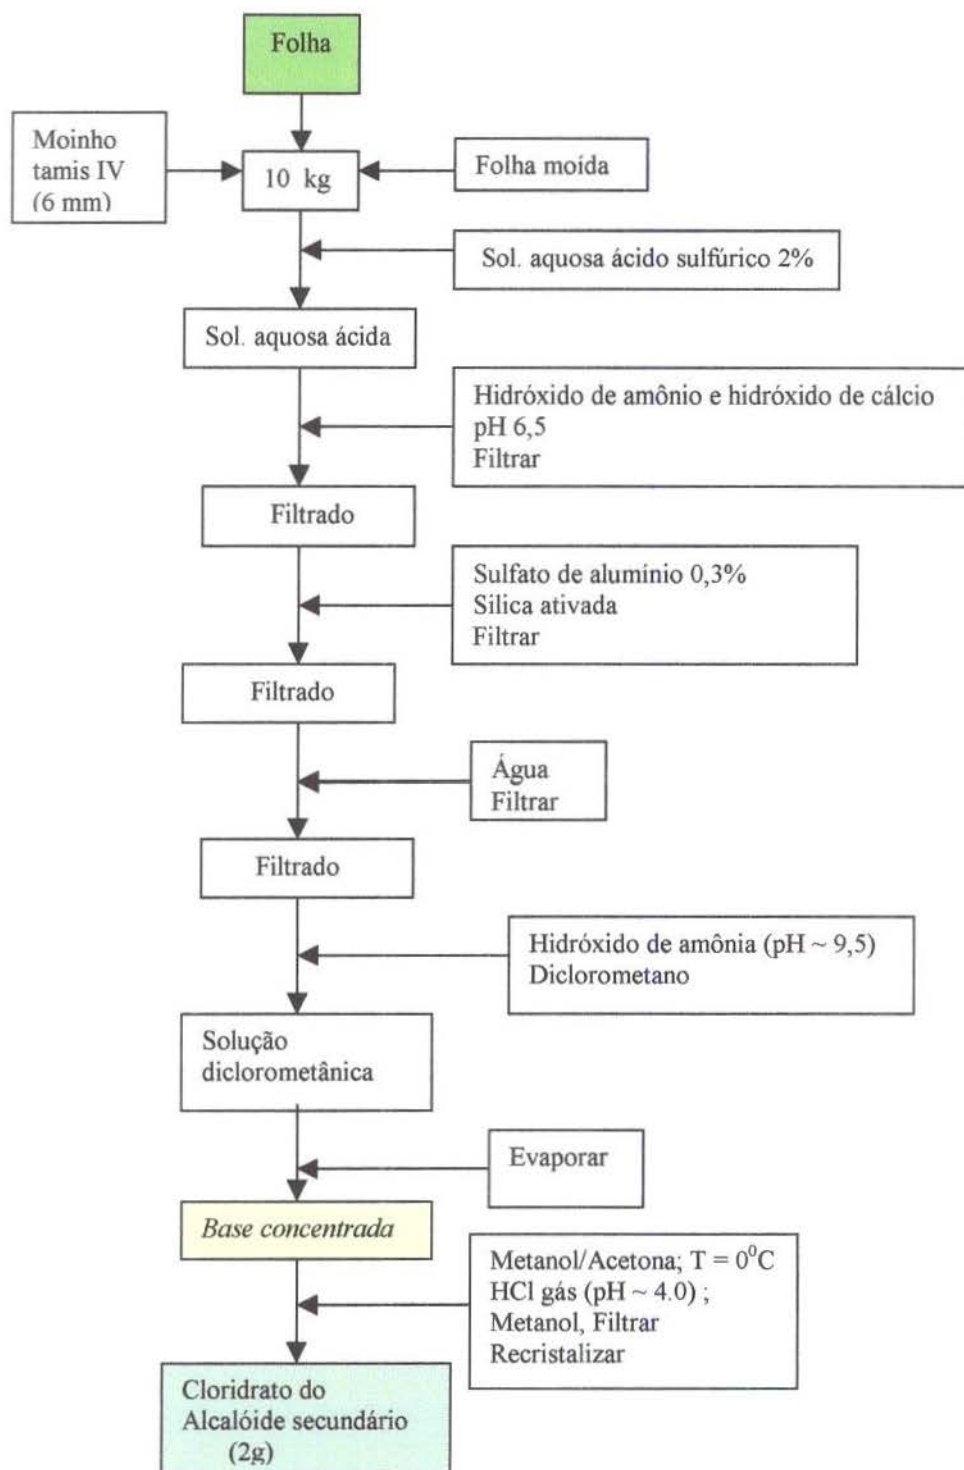 Folha
Moinho
tamis IV
(6 mm)
10 kg
Folha moída
Sol. aquosa ácido sulfúrico 2%
Sol. aquosa ácida
Hidróxido de amônio e hidróxido de cálcio
pH 6,5
Filtrar
Filtrado
Sulfato de alumínio 0,3%
Silica ativada
Filtrar
Filtrado
Água
Filtrar
Filtrado
Hidróxido de amônia (pH ~ 9,5)
Diclorometano
Solução
diclorometânica
Evaporar
Base concentrada
Metanol/Acetona; T = 0⁰C
HCl gás (pH ~ 4.0) ;
Metanol, Filtrar
Recristalizar
Cloridrato do
Alcalóide secundário
(2g)